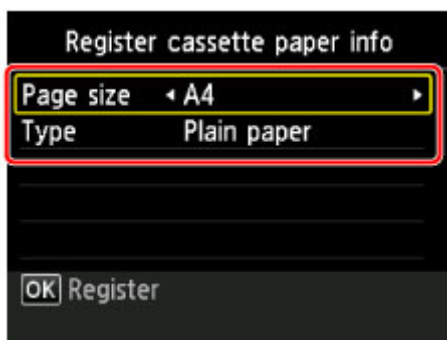 Register cassette paper info
Page size A4
Type Plain paper
OK Register